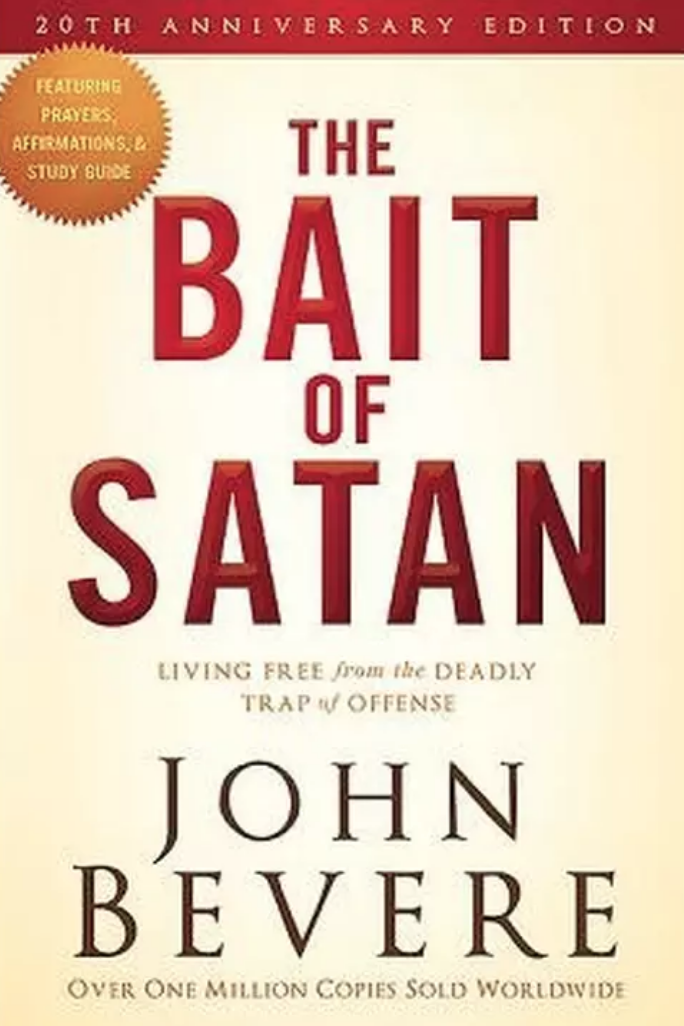 20TH ANNIVERSARY EDITION
FEATURING
PRAYERS,
AFFIRMATIONS, &
STUDY GUIDE
THE
BAIT
OF
SATAN
LIVING FREE from the DEADLY
TRAP of OFFENSE
JOHN
BEVERE
OVER ONE MILLION COPIES SOLD WORLDWIDE